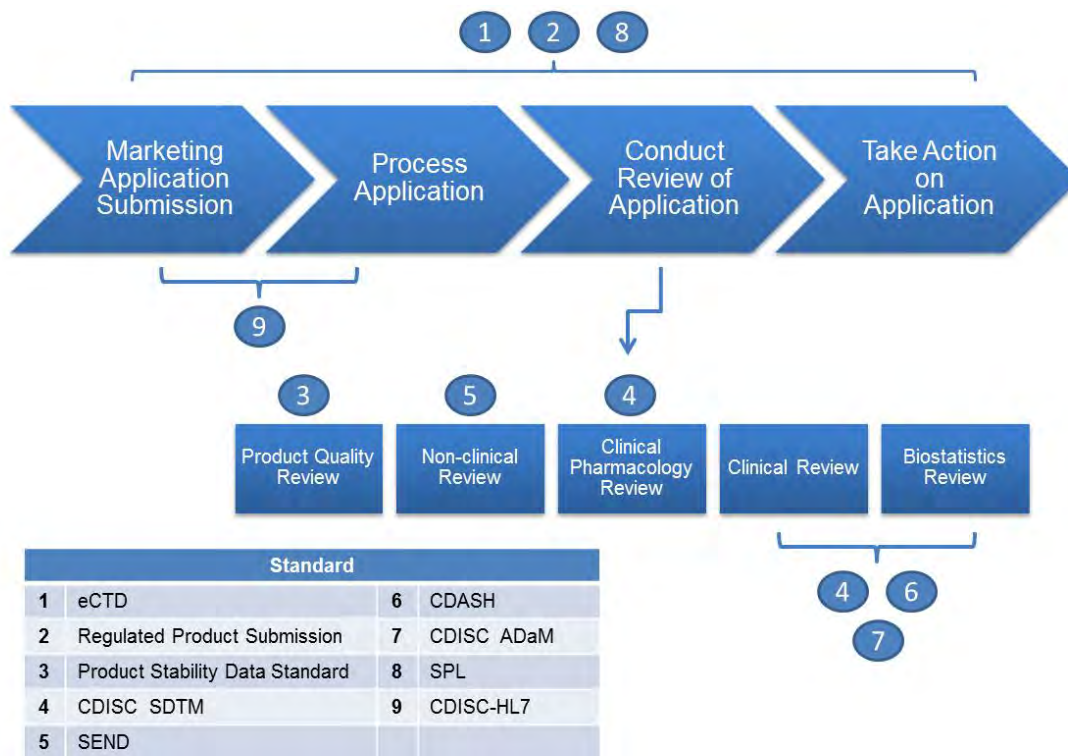 1 2 8
Marketing
Application
Submission
Process
Application
Conduct
Review of
Application
Take Action
on
Application
9
3 5 4
Product Quality
Review
Non-clinical
Review
Clinical
Pharmacology
Review
Clinical Review
Biostatistics
Review
4 6
7
Standard
1 eCTD 6 CDASH
2 Regulated Product Submission 7 CDISC ADaM
3 Product Stability Data Standard 8 SPL
4 CDISC SDTM 9 CDISC-HL7
5 SEND